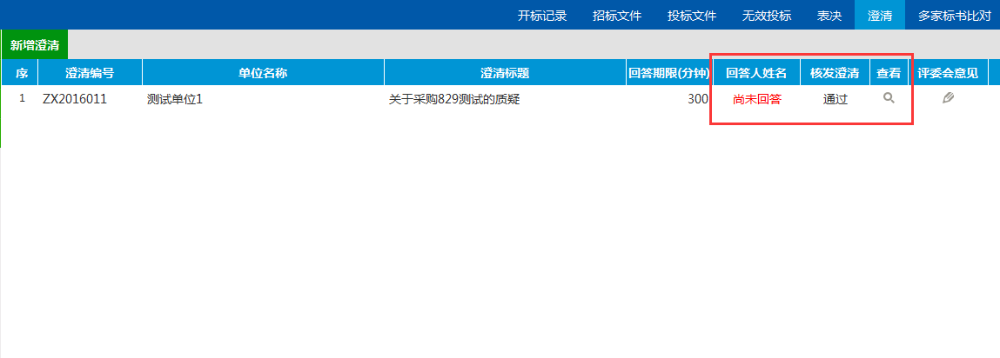 开标记录 招标文件 投标文件 无效投标 表决 澄清 多家标书比对
新增澄清
序 澄清编号 单位名称 澄清标题 回答期限(分钟) 回答人姓名 核发澄清 查看 评委会意见
1 ZX2016011 测试单位1 关于采购829测试的质疑 300 尚未回答 通过